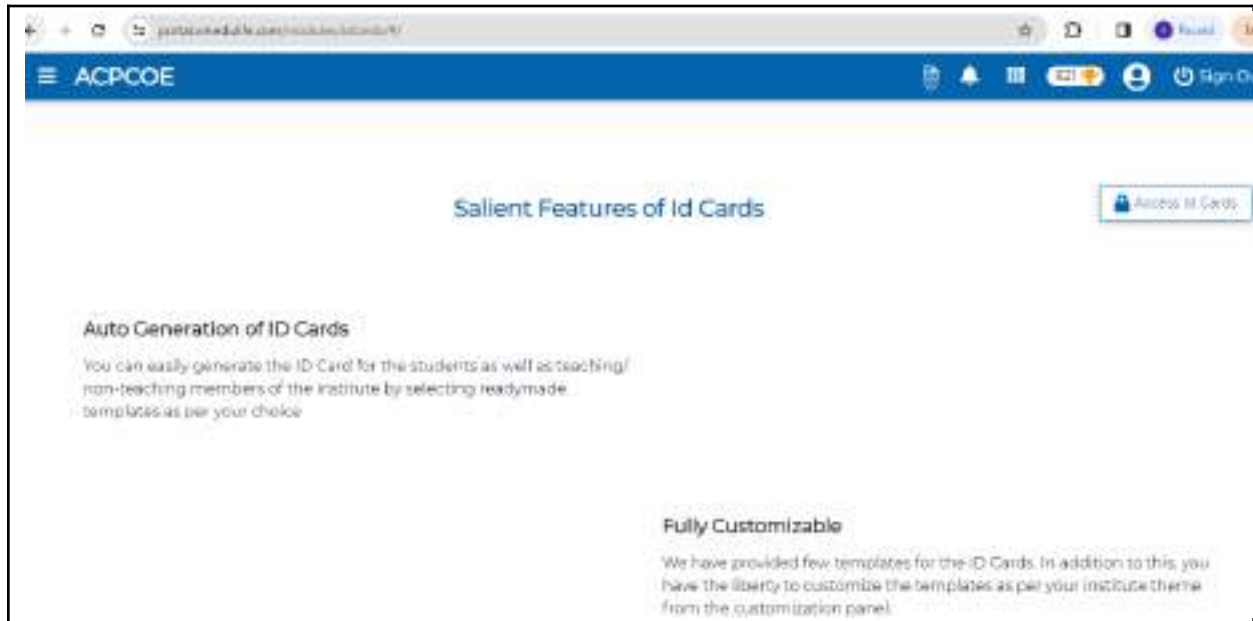 ACPCOE
Sign
Salient Features of Id Cards
Access Id Cards
Auto Generation of ID Cards
You can easily generate the ID Card for the students as well as teaching/
non-teaching members of the institute by selecting readymade
templates as per your choice
Fully Customizable
We have provided few templates for the ID Cards. In addition to this, you
have the liberty to customize the templates as per your institute theme
from the customization panel.